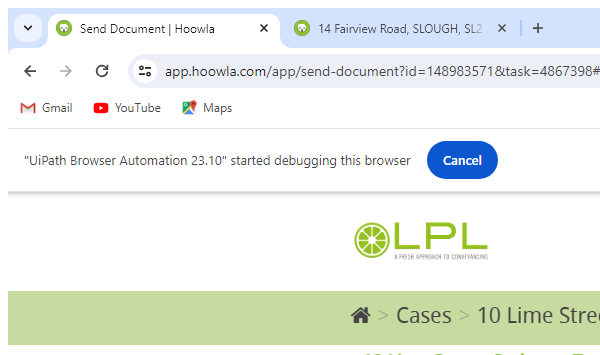 Send Document | Hoowla
14 Fairview Road, SLOUGH, SL2
app.hoowla.com/app/send-document?id=148983571&task=4867398#
Gmail YouTube Maps
"UiPath Browser Automation 23.10" started debugging this browser Cancel
LPL
A FRESH APPROACH TO CONVEYANCING
> Cases > 10 Lime Stre